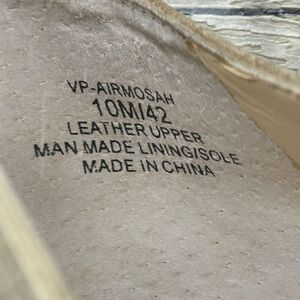 VP-AIRMOSAH
10M/42
LEATHER UPPER
MAN MADE LINING/SOLE
MADE IN CHINA